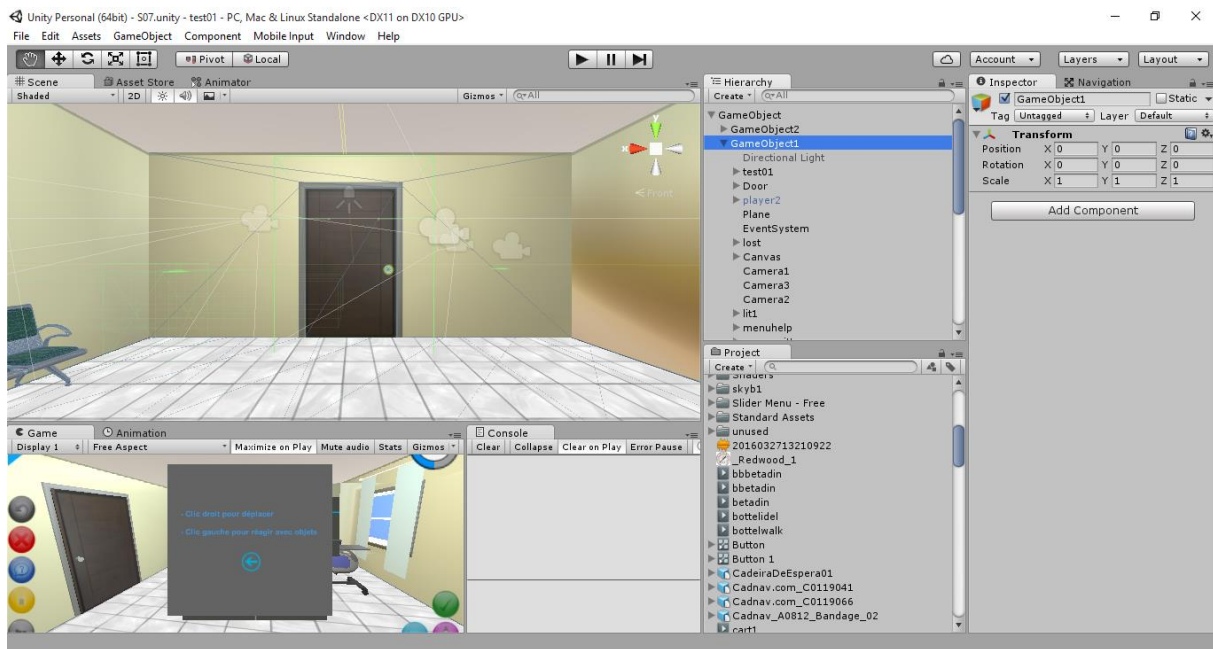 Unity Personal (64bit) - S07.unity - test01 - PC, Mac & Linux Standalone <DX11 on DX10 GPU>
File Edit Assets GameObject Component Mobile Input Window Help
Pivot Local Account Layers Layout
Scene Asset Store Animator
Shaded 2D Gizmos All
y
x
Front
Hierarchy
Create All
GameObject
GameObject2
GameObject1
Directional Light
test01
Door
player2
Plane
EventSystem
lost
Canvas
Camera1
Camera3
Camera2
lit1
menuhelp
Inspector Navigation
GameObject1 Static
Tag Untagged Layer Default
Transform
Position X 0 Y 0 Z 0
Rotation X 0 Y 0 Z 0
Scale X 1 Y 1 Z 1
Add Component
Project
Create
Shaders
skyb1
Slider Menu - Free
Standard Assets
unused
2016032713210922
_Redwood_1
bbbetadin
bbetadin
betadin
bottelidel
bottelwalk
Button
Button 1
CadeiraDeEspera01
Cadnav.com_C0119041
Cadnav.com_C0119066
Cadnav_A0812_Bandage_02
cart1
Game Animation
Display 1 Free Aspect Maximize on Play Mute audio Stats Gizmos
- Clic droit pour déplacer
- Clic gauche pour réagir avec objets
Console
Clear Collapse Clear on Play Error Pause